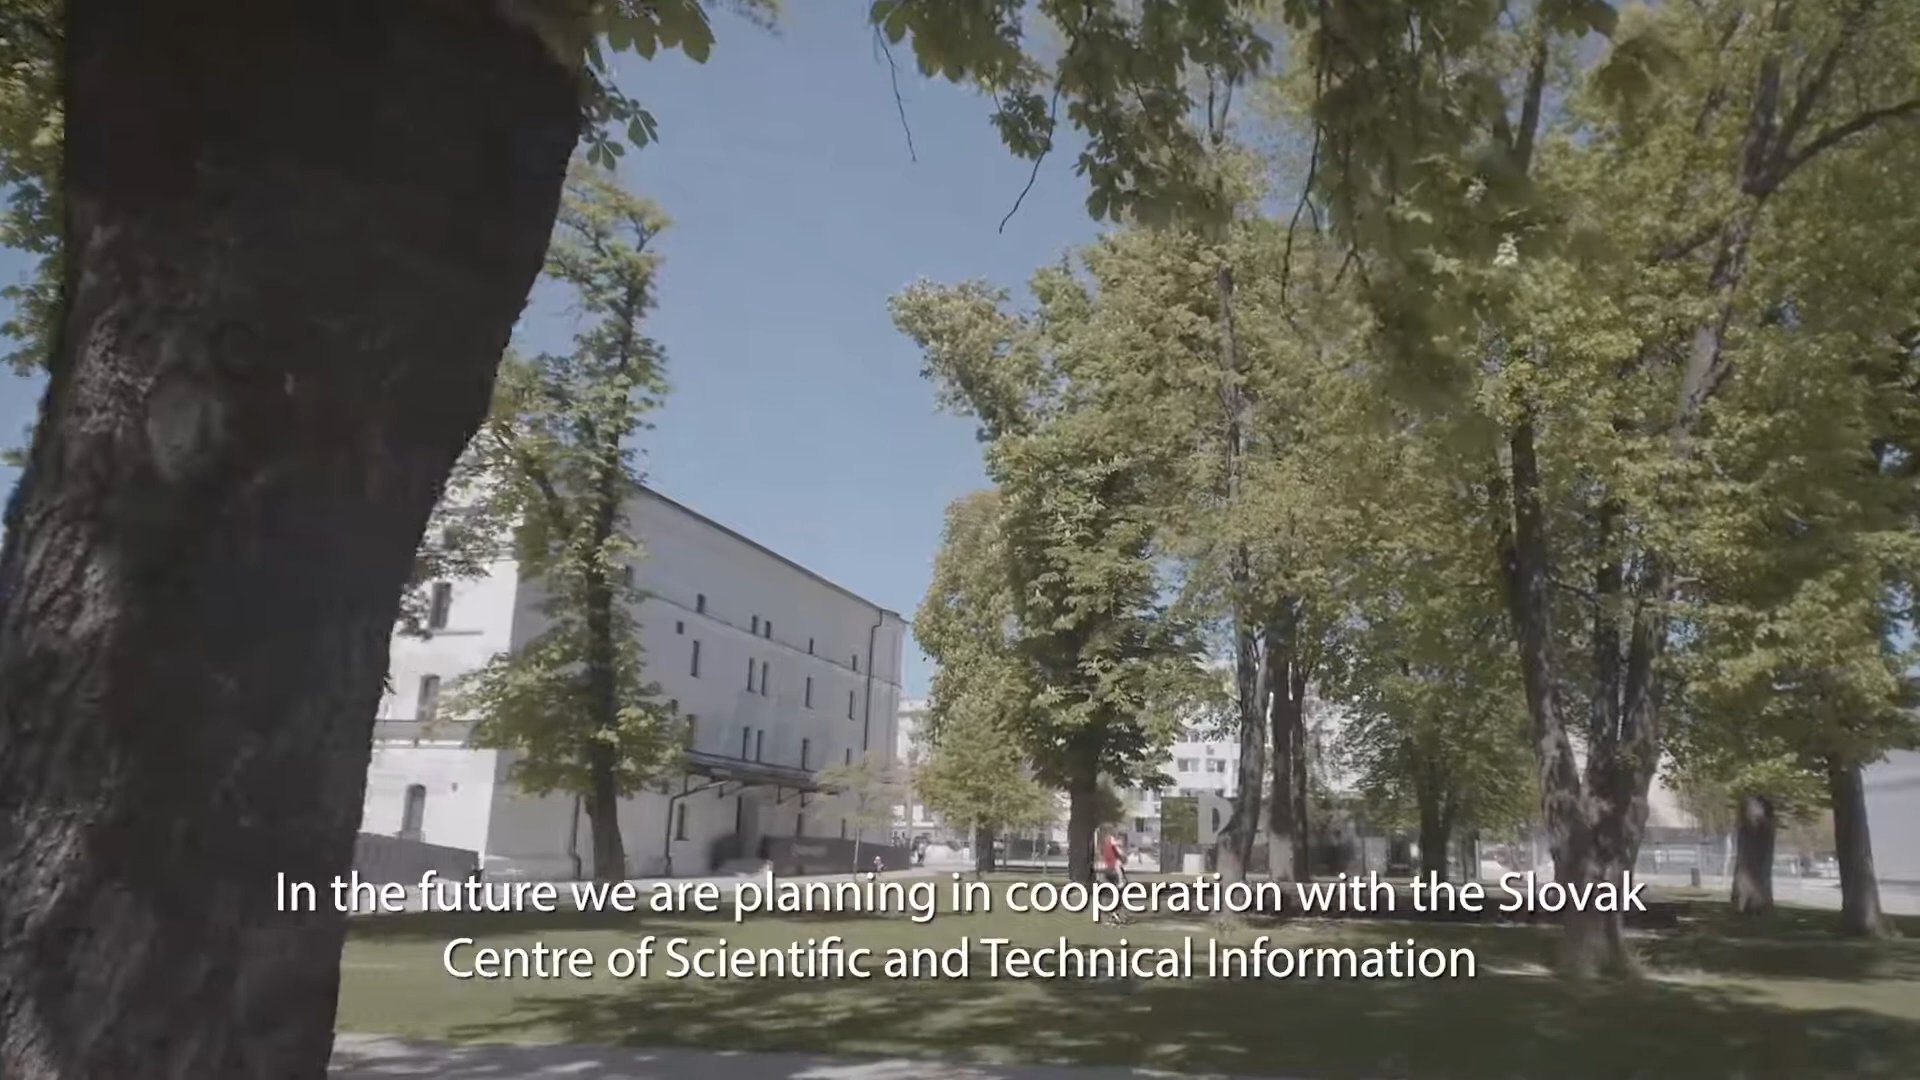 In the future we are planning in cooperation with the Slovak
Centre of Scientific and Technical Information